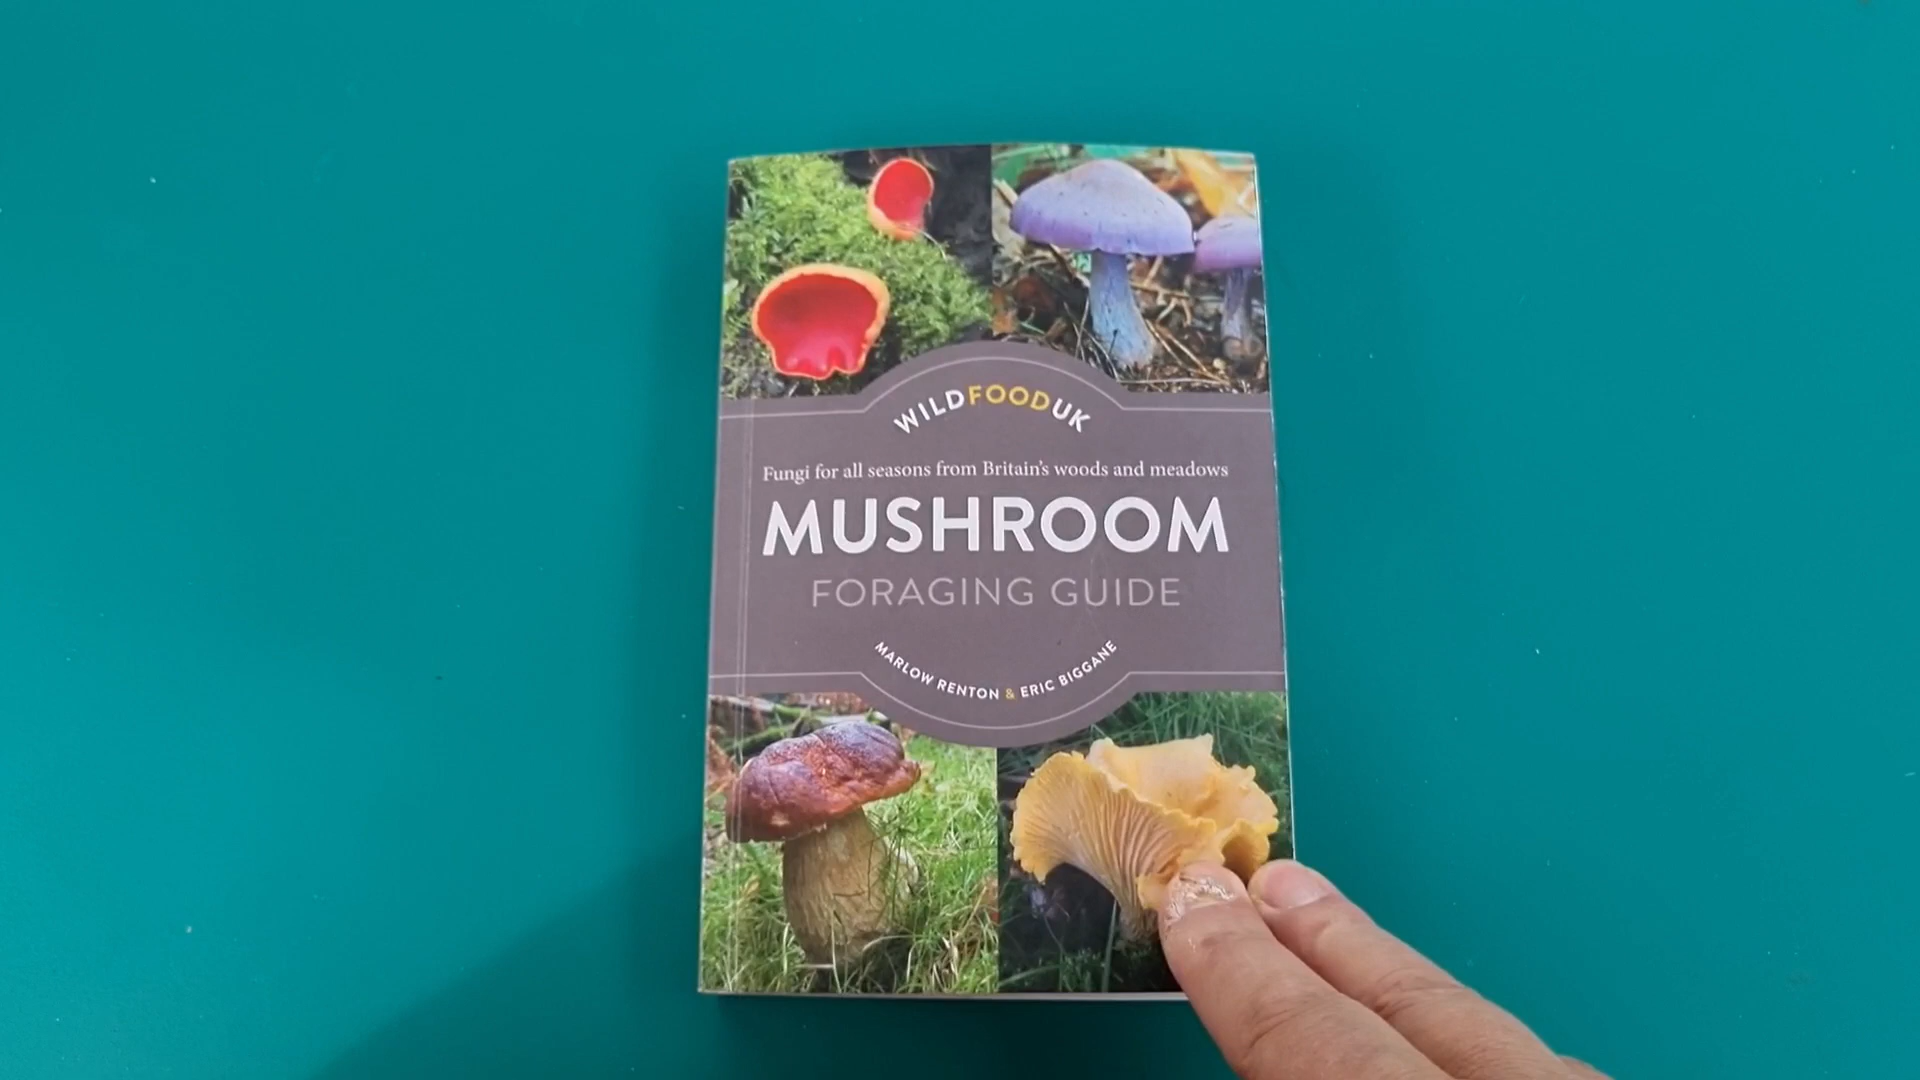 WILDFOODUK
Fungi for all seasons from Britain's woods and meadows
MUSHROOM
FORAGING GUIDE
MARLOW RENTON & ERIC BIGGANE